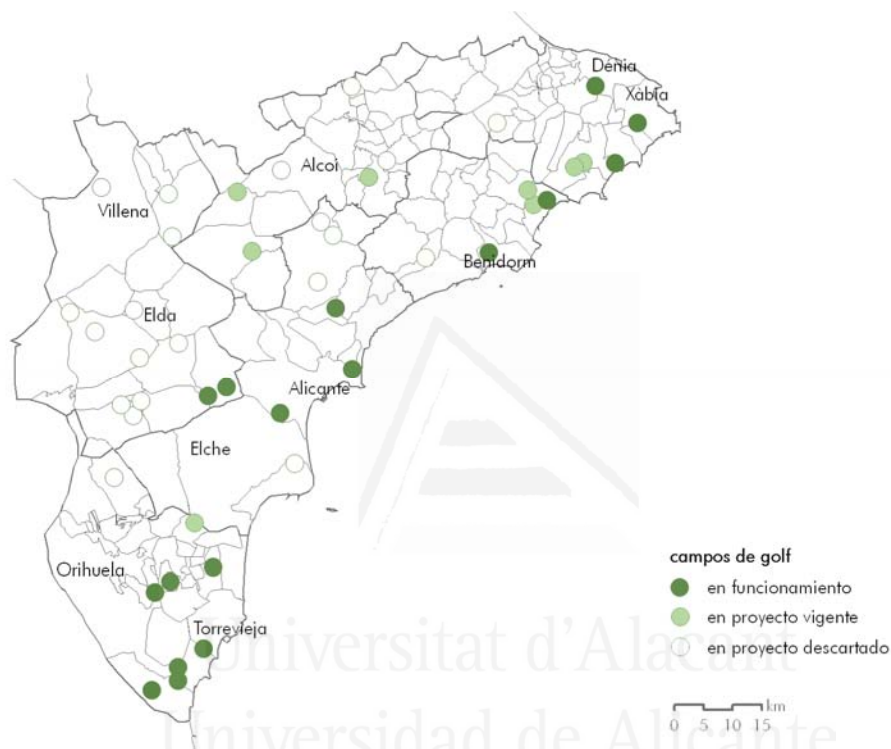 Dénia
Xàbia
Alcoi
Villena
Benidorm
Elda
Alicante
Elche
Orihuela
Torrevieja
campos de golf
en funcionamiento
en proyecto vigente
en proyecto descartado
km
0 5 10 15
Universitat d'Alacant
Universidad de Alicante